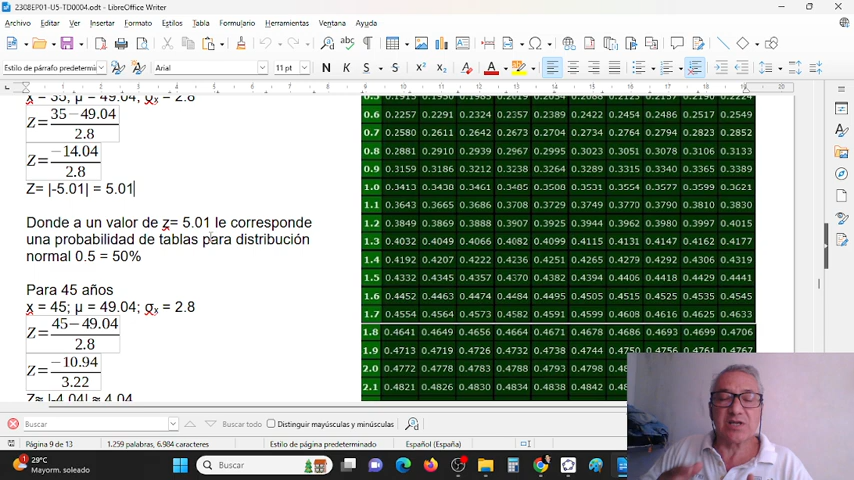 2308EP01-U5-TD0004.odt - LibreOffice Writer
Archivo Editar Ver Insertar Formato Estilos Tabla Formulario Herramientas Ventana Ayuda
Estilo de párrafo predetermin Arial 11 pt
x = 35; μ = 49.04; σx = 2.8
Z= 35−49.04
2.8
Z= −14.04
2.8
Z= |-5.01| = 5.01
Donde a un valor de z= 5.01 le corresponde
una probabilidad de tablas para distribución
normal 0.5 = 50%
Para 45 años
x = 45; μ = 49.04; σx = 2.8
Z= 45−49.04
2.8
Z= −10.94
3.22
Z≈ |-4.04| ≈ 4.04
0.6 0.2257 0.2291 0.2324 0.2357 0.2389 0.2422 0.2454 0.2486 0.2517 0.2549
0.7 0.2580 0.2611 0.2642 0.2673 0.2704 0.2734 0.2764 0.2794 0.2823 0.2852
0.8 0.2881 0.2910 0.2939 0.2967 0.2995 0.3023 0.3051 0.3078 0.3106 0.3133
0.9 0.3159 0.3186 0.3212 0.3238 0.3264 0.3289 0.3315 0.3340 0.3365 0.3389
1.0 0.3413 0.3438 0.3461 0.3485 0.3508 0.3531 0.3554 0.3577 0.3599 0.3621
1.1 0.3643 0.3665 0.3686 0.3708 0.3729 0.3749 0.3770 0.3790 0.3810 0.3830
1.2 0.3849 0.3869 0.3888 0.3907 0.3925 0.3944 0.3962 0.3980 0.3997 0.4015
1.3 0.4032 0.4049 0.4066 0.4082 0.4099 0.4115 0.4131 0.4147 0.4162 0.4177
1.4 0.4192 0.4207 0.4222 0.4236 0.4251 0.4265 0.4279 0.4292 0.4306 0.4319
1.5 0.4332 0.4345 0.4357 0.4370 0.4382 0.4394 0.4406 0.4418 0.4429 0.4441
1.6 0.4452 0.4463 0.4474 0.4484 0.4495 0.4505 0.4515 0.4525 0.4535 0.4545
1.7 0.4554 0.4564 0.4573 0.4582 0.4591 0.4599 0.4608 0.4616 0.4625 0.4633
1.8 0.4641 0.4649 0.4656 0.4664 0.4671 0.4678 0.4686 0.4693 0.4699 0.4706
1.9 0.4713 0.4719 0.4726 0.4732 0.4738 0.4744 0.4750 0.4756 0.4761 0.4767
2.0 0.4778 0.4783 0.4788 0.4793 0.4798
2.1 0.4821 0.4826 0.4830 0.4834 0.4838 0.4842
Buscar Buscar todo Distinguir mayúsculas y minúsculas
Página 9 de 13 1.259 palabras, 6.984 caracteres Estilo de página predeterminado Español (España)
29°C
Mayorm. soleado
Buscar